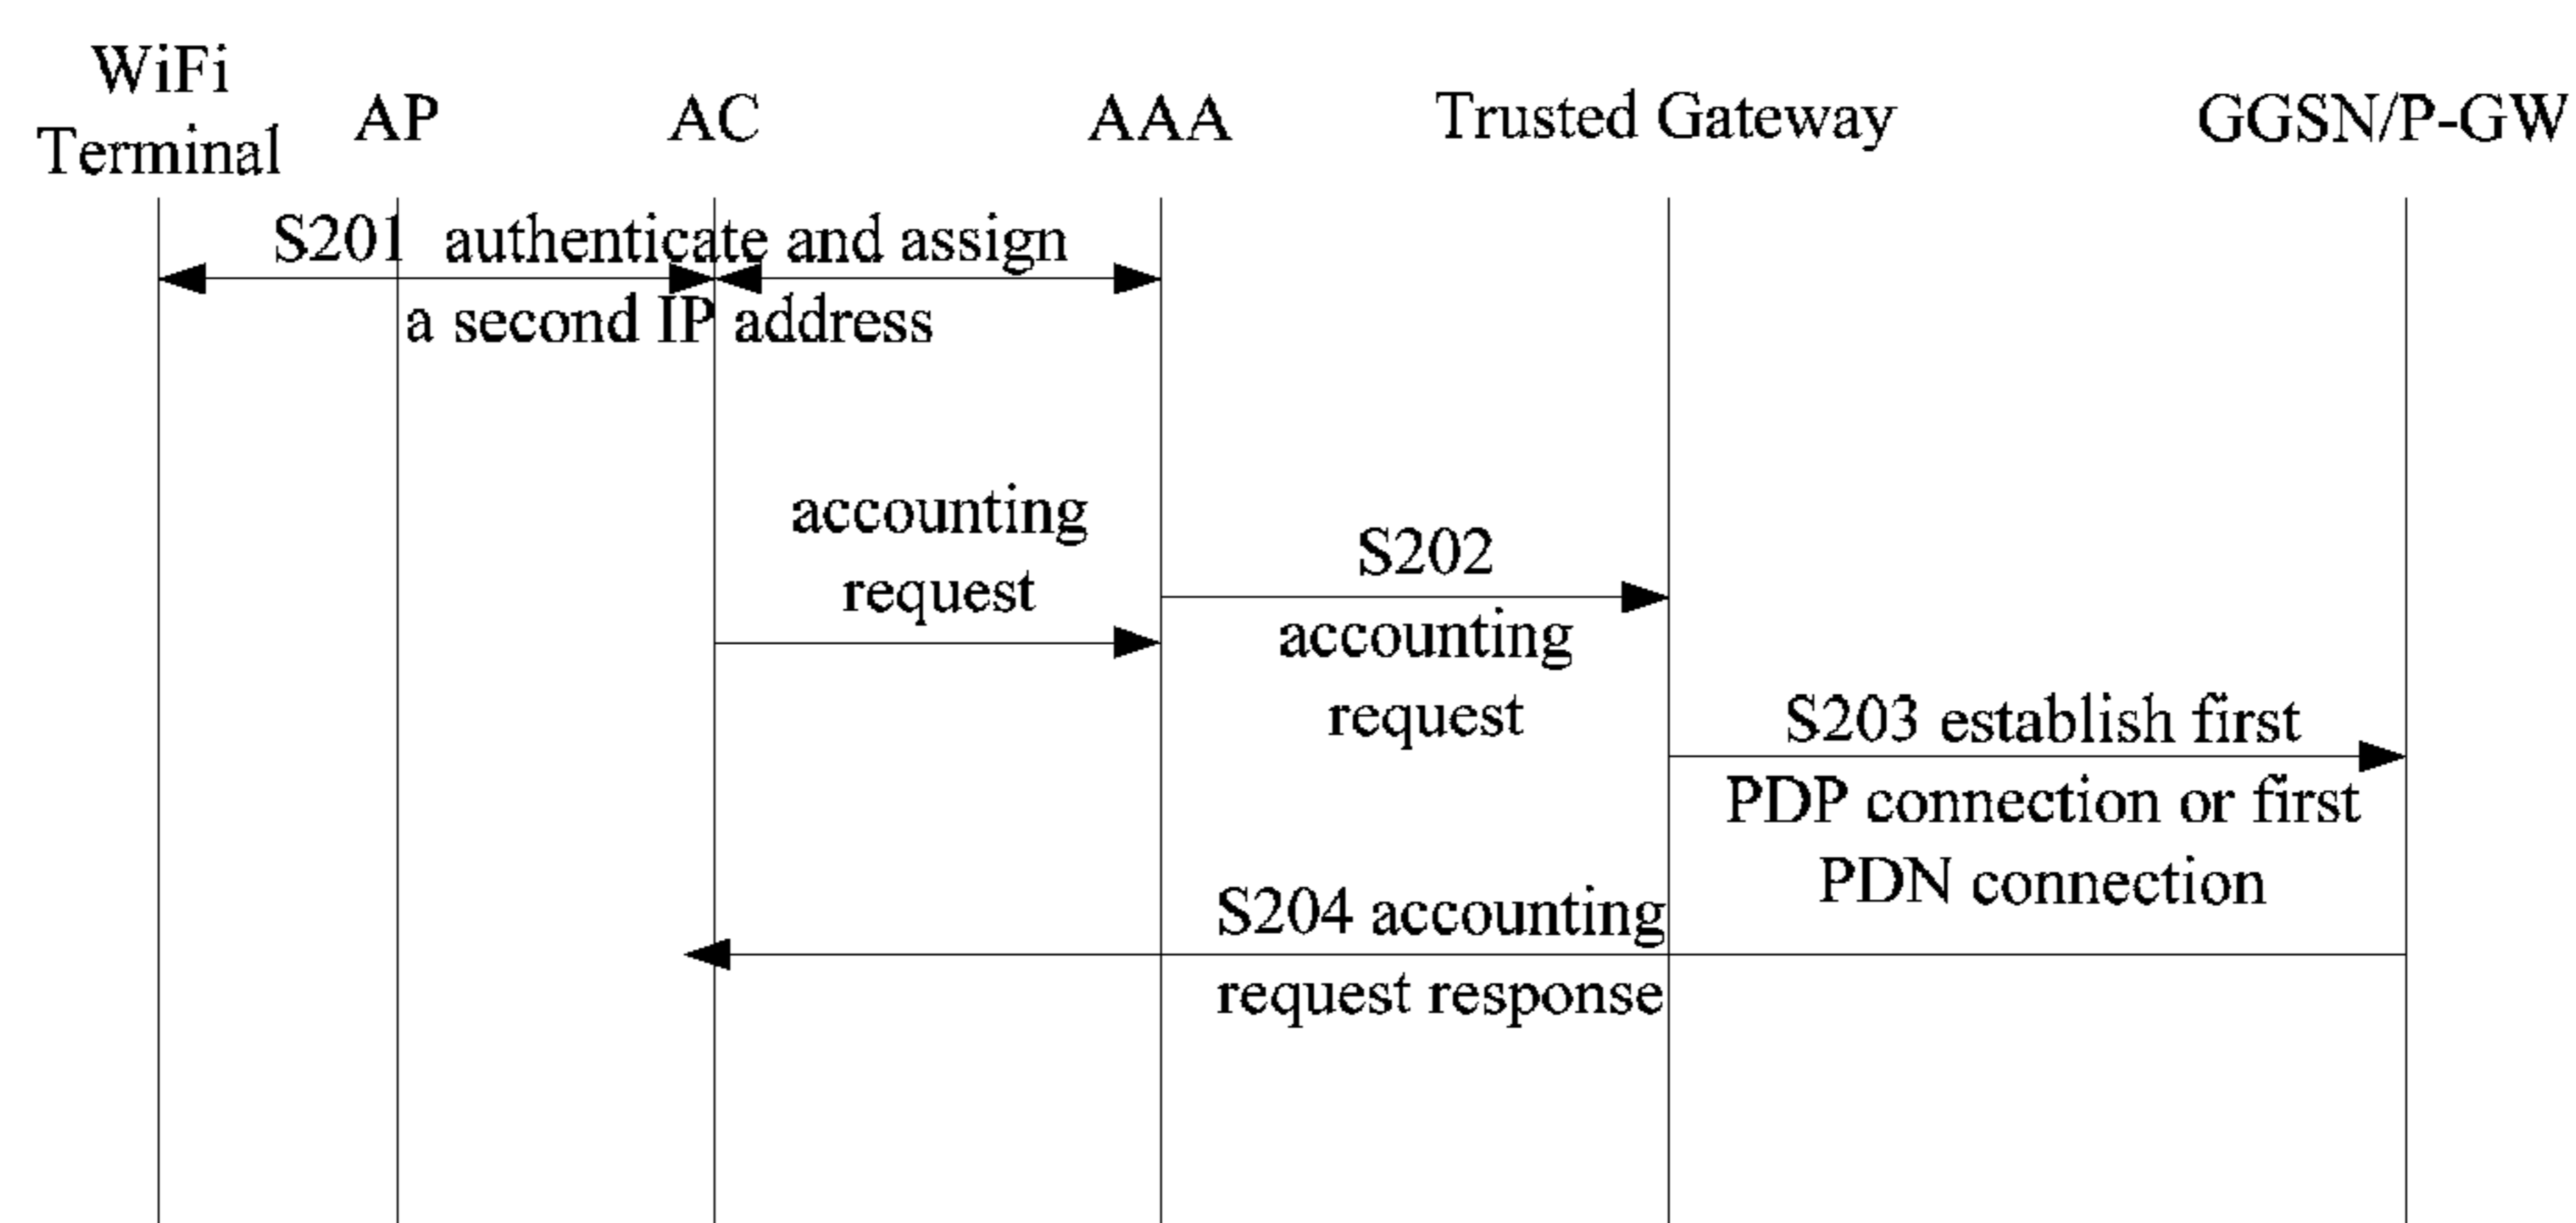 WiFi
Terminal
AP
AC
AAA
Trusted Gateway
GGSN/P-GW
S201 authenticate and assign
a second IP address
accounting
request
S202
accounting
request
S203 establish first
PDP connection or first
PDN connection
S204 accounting
request response